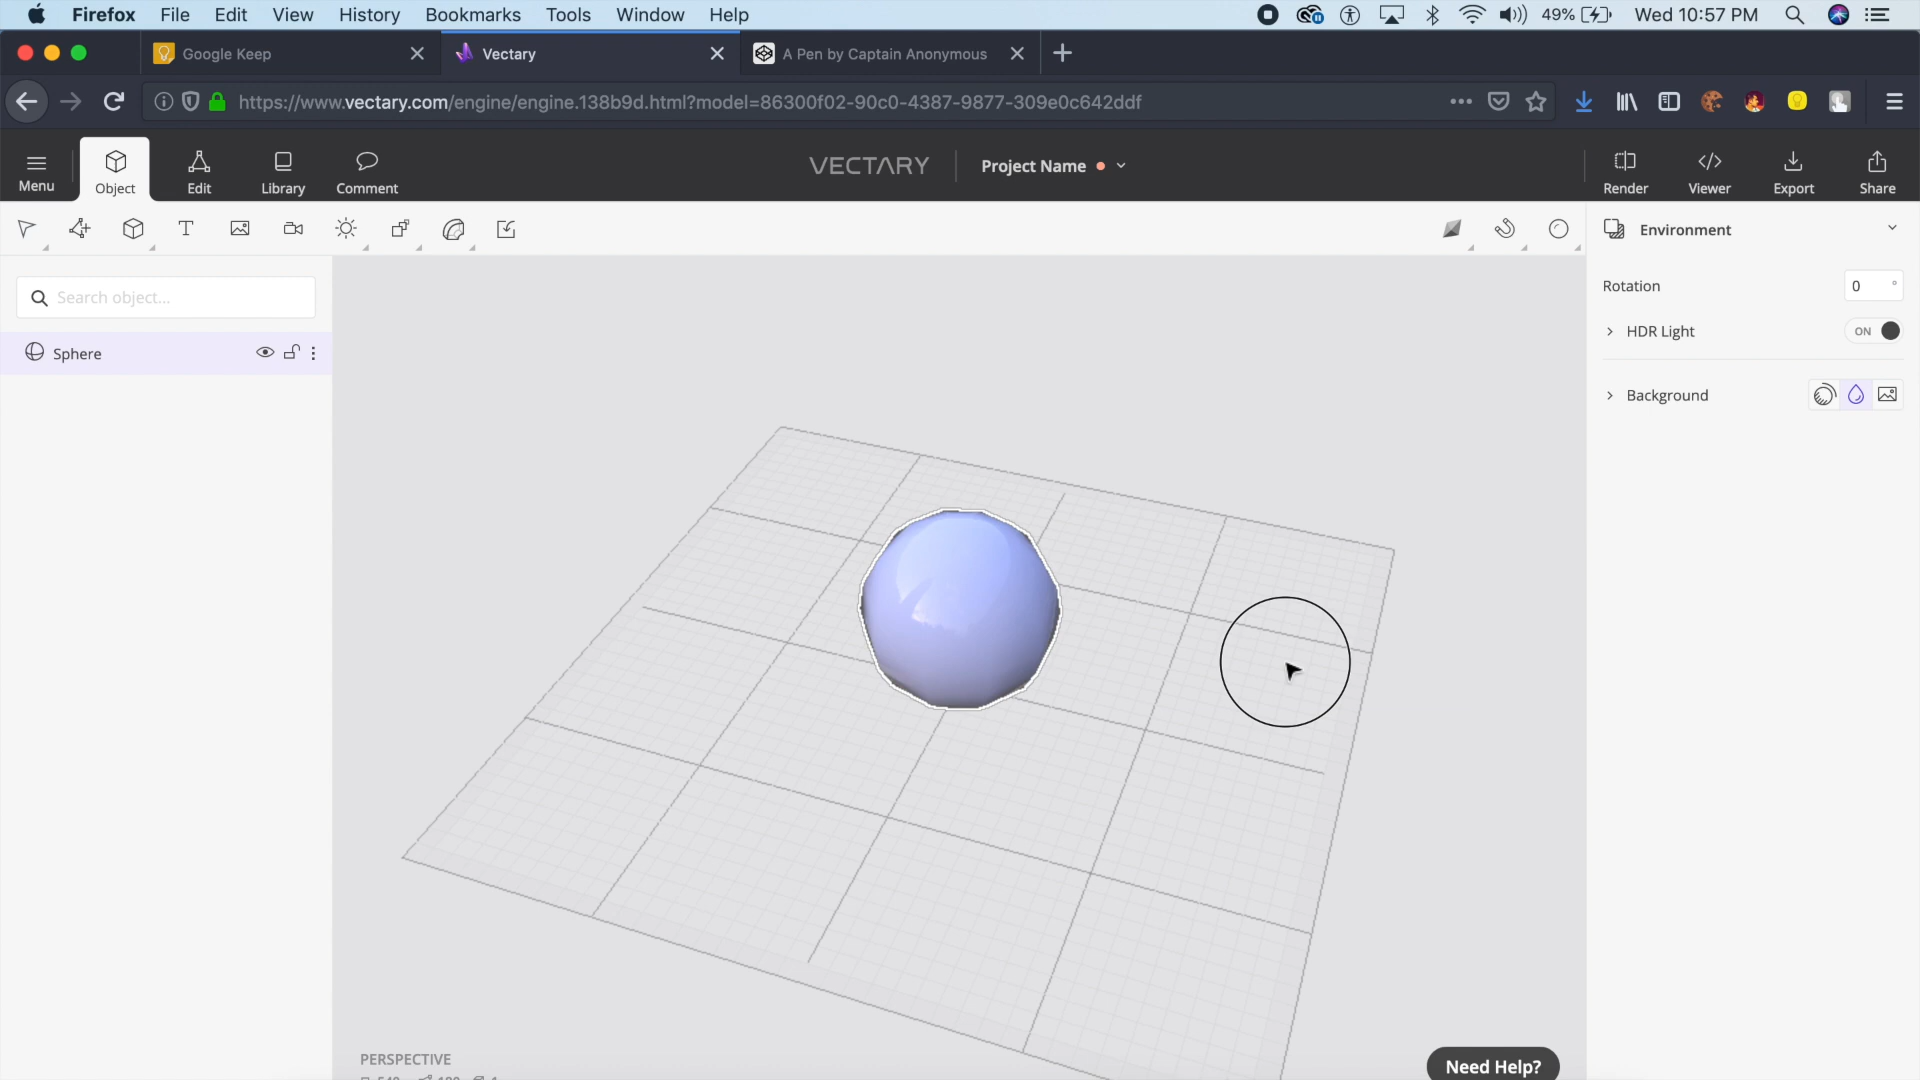 Firefox File Edit View History Bookmarks Tools Window Help 49% Wed 10:57 PM
Google Keep Vectary A Pen by Captain Anonymous
https://www.vectary.com/engine/engine.138b9d.html?model=86300f02-90c0-4387-9877-309e0c642ddf
Menu Object Edit Library Comment VECTARY Project Name Render Viewer Export Share
T
Environment
Search object...
Rotation 0 °
HDR Light ON
Sphere
Background
PERSPECTIVE
Need Help?